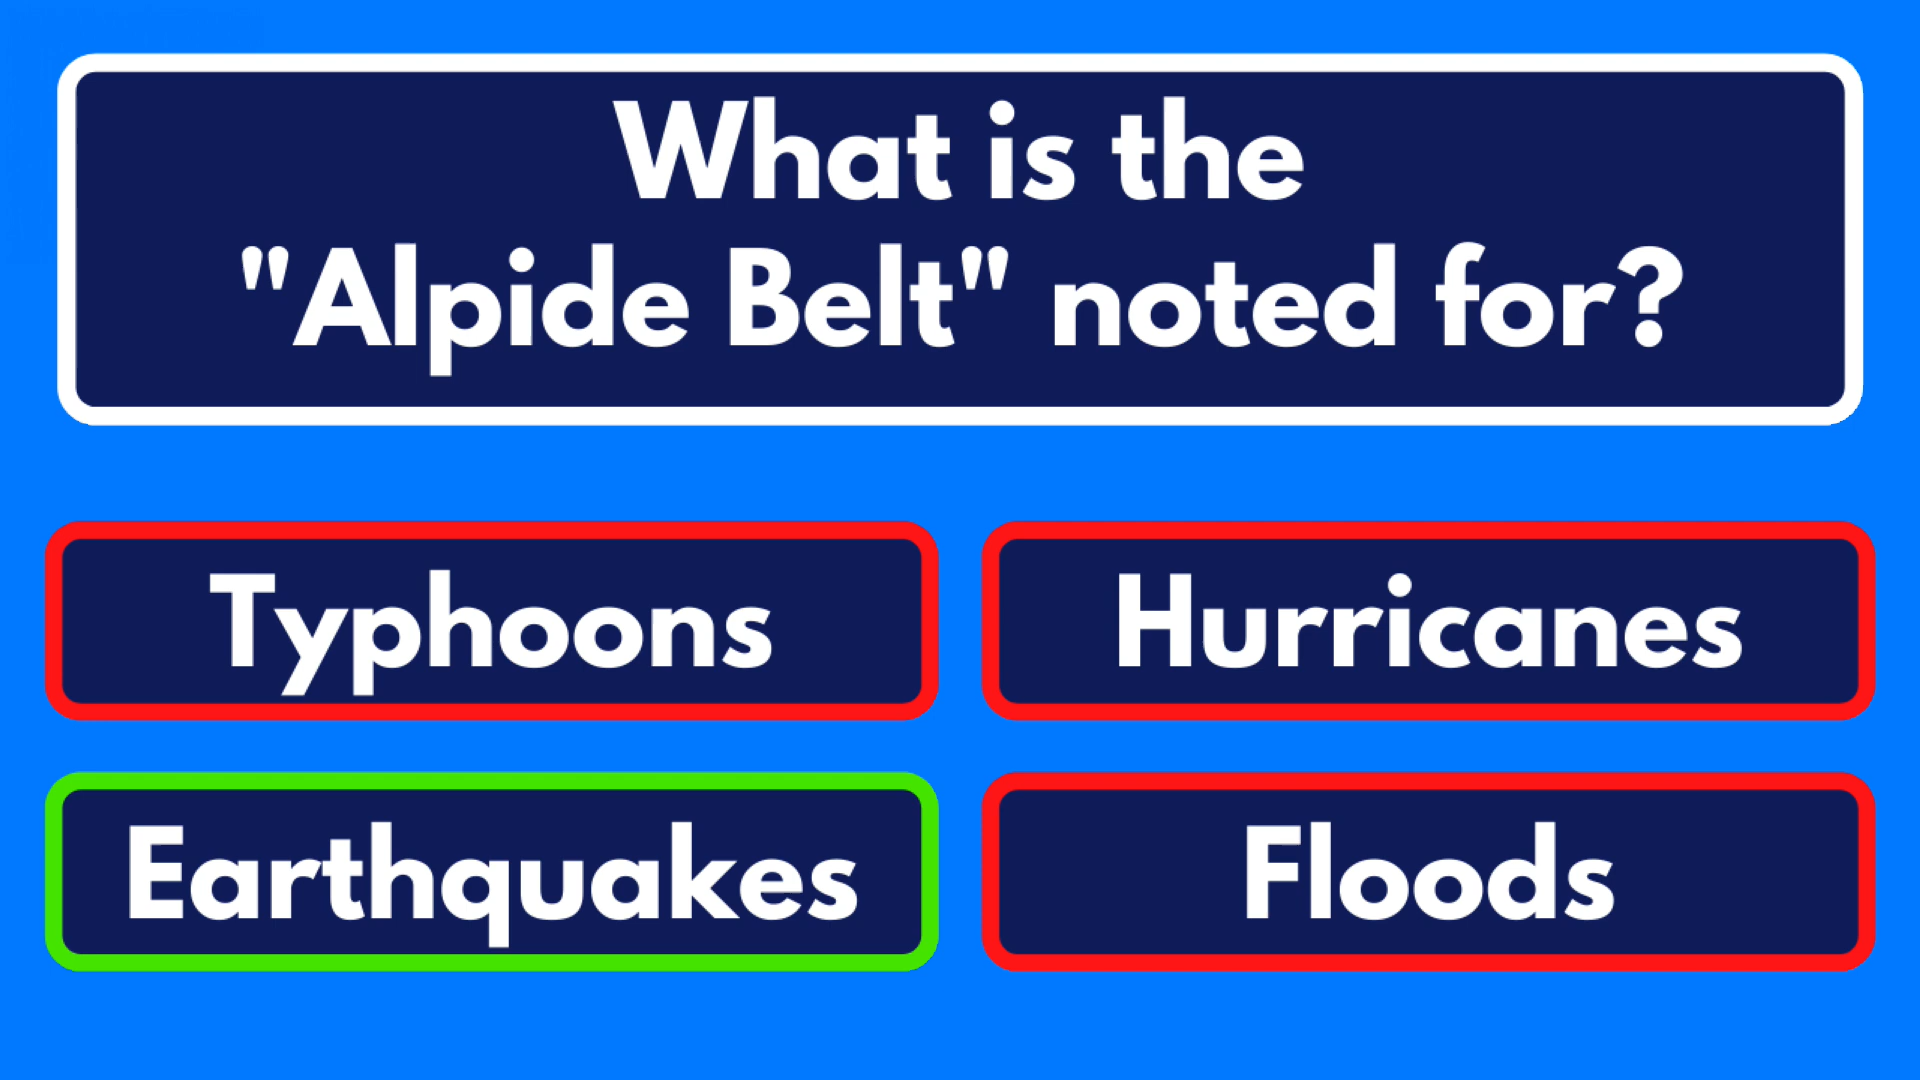 What is the
"Alpide Belt" noted for?
Typhoons
Hurricanes
Earthquakes
Floods